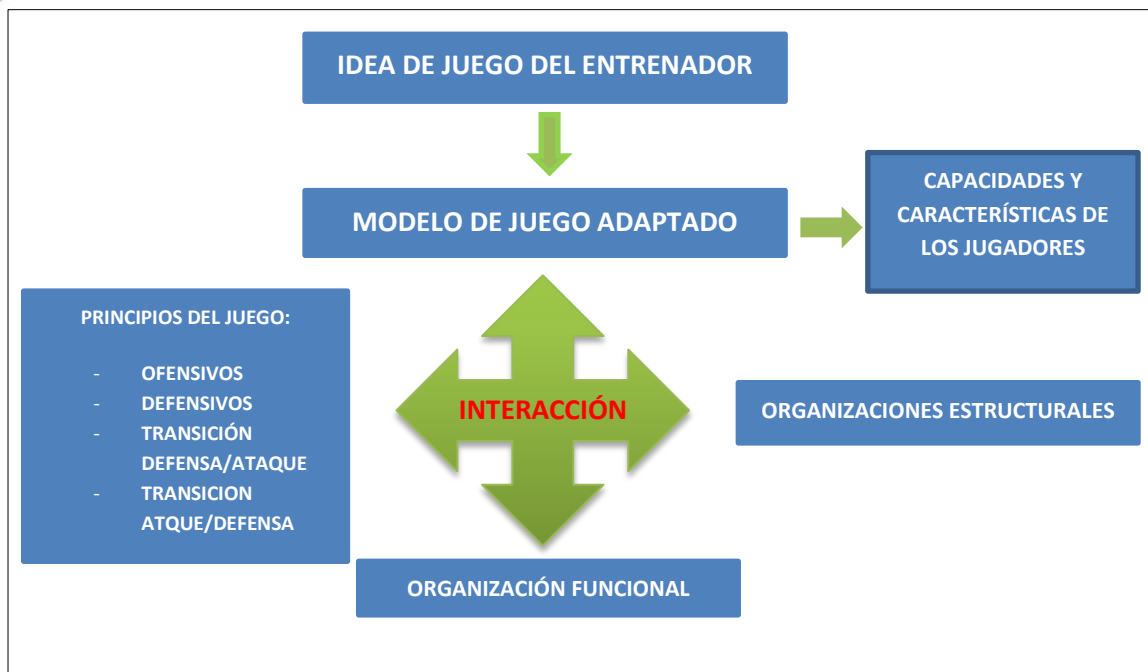 IDEA DE JUEGO DEL ENTRENADOR
MODELO DE JUEGO ADAPTADO
CAPACIDADES Y
CARACTERÍSTICAS DE
LOS JUGADORES
PRINCIPIOS DEL JUEGO:
- OFENSIVOS
- DEFENSIVOS
- TRANSICIÓN
DEFENSA/ATAQUE
- TRANSICION
ATQUE/DEFENSA
INTERACCIÓN
ORGANIZACIONES ESTRUCTURALES
ORGANIZACIÓN FUNCIONAL